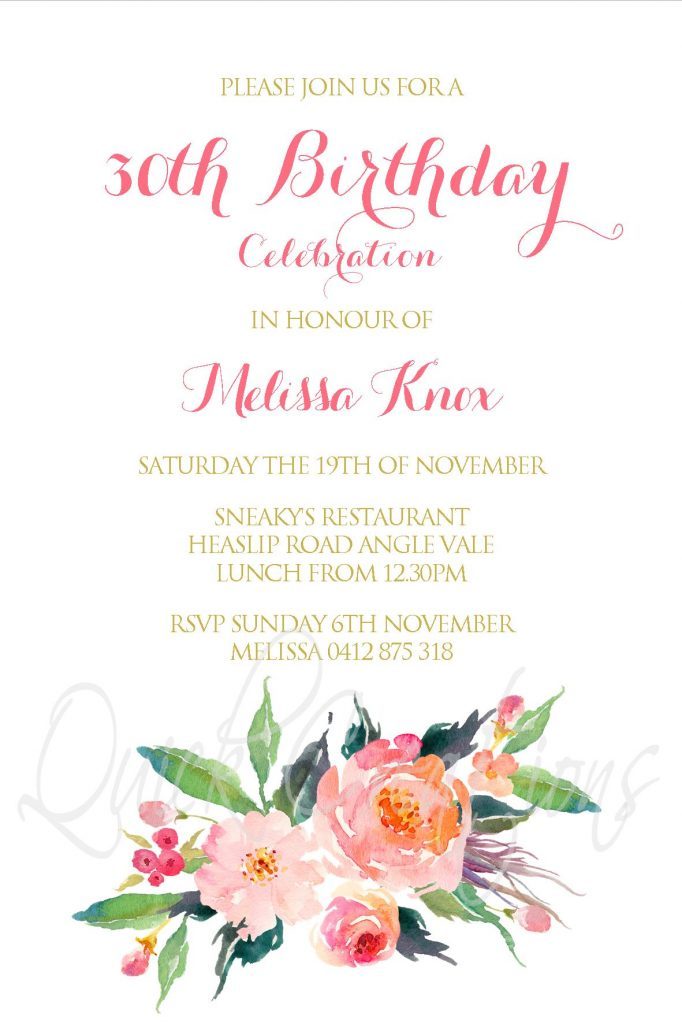 PLEASE JOIN US FOR A
30th Birthday
Celebration
IN HONOUR OF
Melissa Knox
SATURDAY THE 19TH OF NOVEMBER
SNEAKY'S RESTAURANT
HEASLIP ROAD ANGLE VALE
LUNCH FROM 12.30PM
RSVP SUNDAY 6TH NOVEMBER
MELISSA 0412 875 318